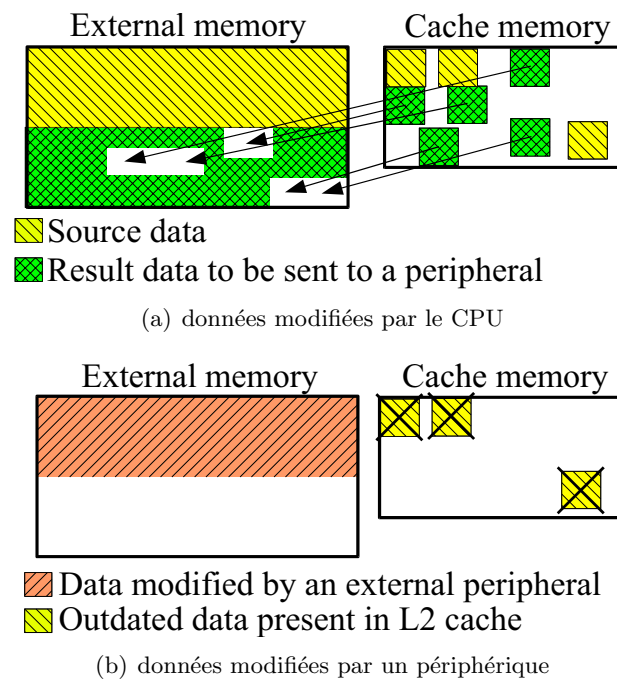 External memory Cache memory
Source data
Result data to be sent to a peripheral
(a) données modifiées par le CPU
External memory Cache memory
Data modified by an external peripheral
Outdated data present in L2 cache
(b) données modifiées par un périphérique